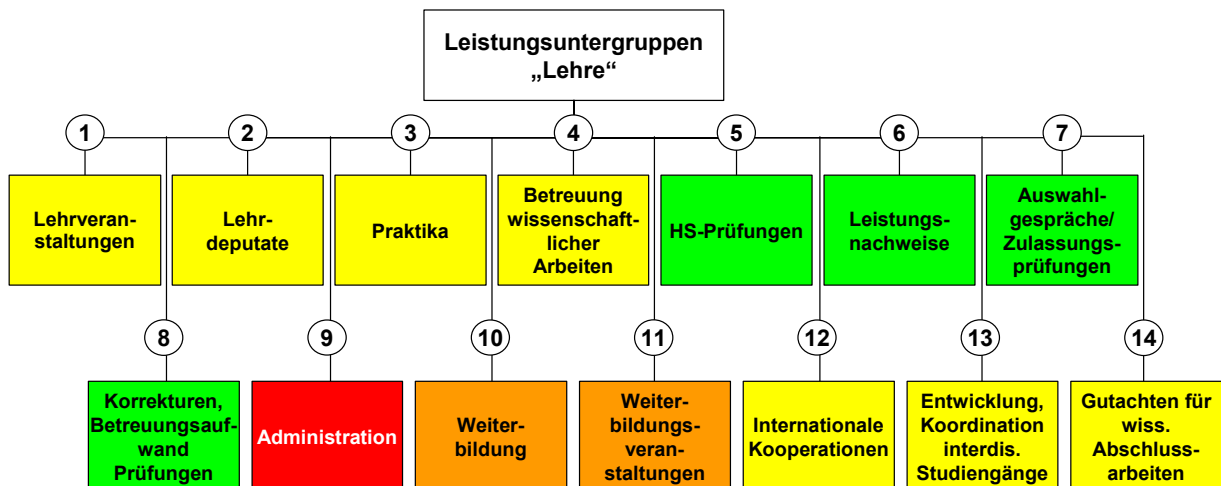 Leistungsuntergruppen
„Lehre“
1
2
3
4
5
6
7
Lehrveran-
staltungen
Lehr-
deputate
Praktika
Betreuung
wissenschaft-
licher
Arbeiten
HS-Prüfungen
Leistungs-
nachweise
Auswahl-
gespräche/
Zulassungs-
prüfungen
8
9
10
11
12
13
14
Korrekturen,
Betreuungsauf-
wand
Prüfungen
Administration
Weiter-
bildung
Weiter-
bildungs-
veran-
staltungen
Internationale
Kooperationen
Entwicklung,
Koordination
interdis.
Studiengänge
Gutachten für
wiss.
Abschluss-
arbeiten